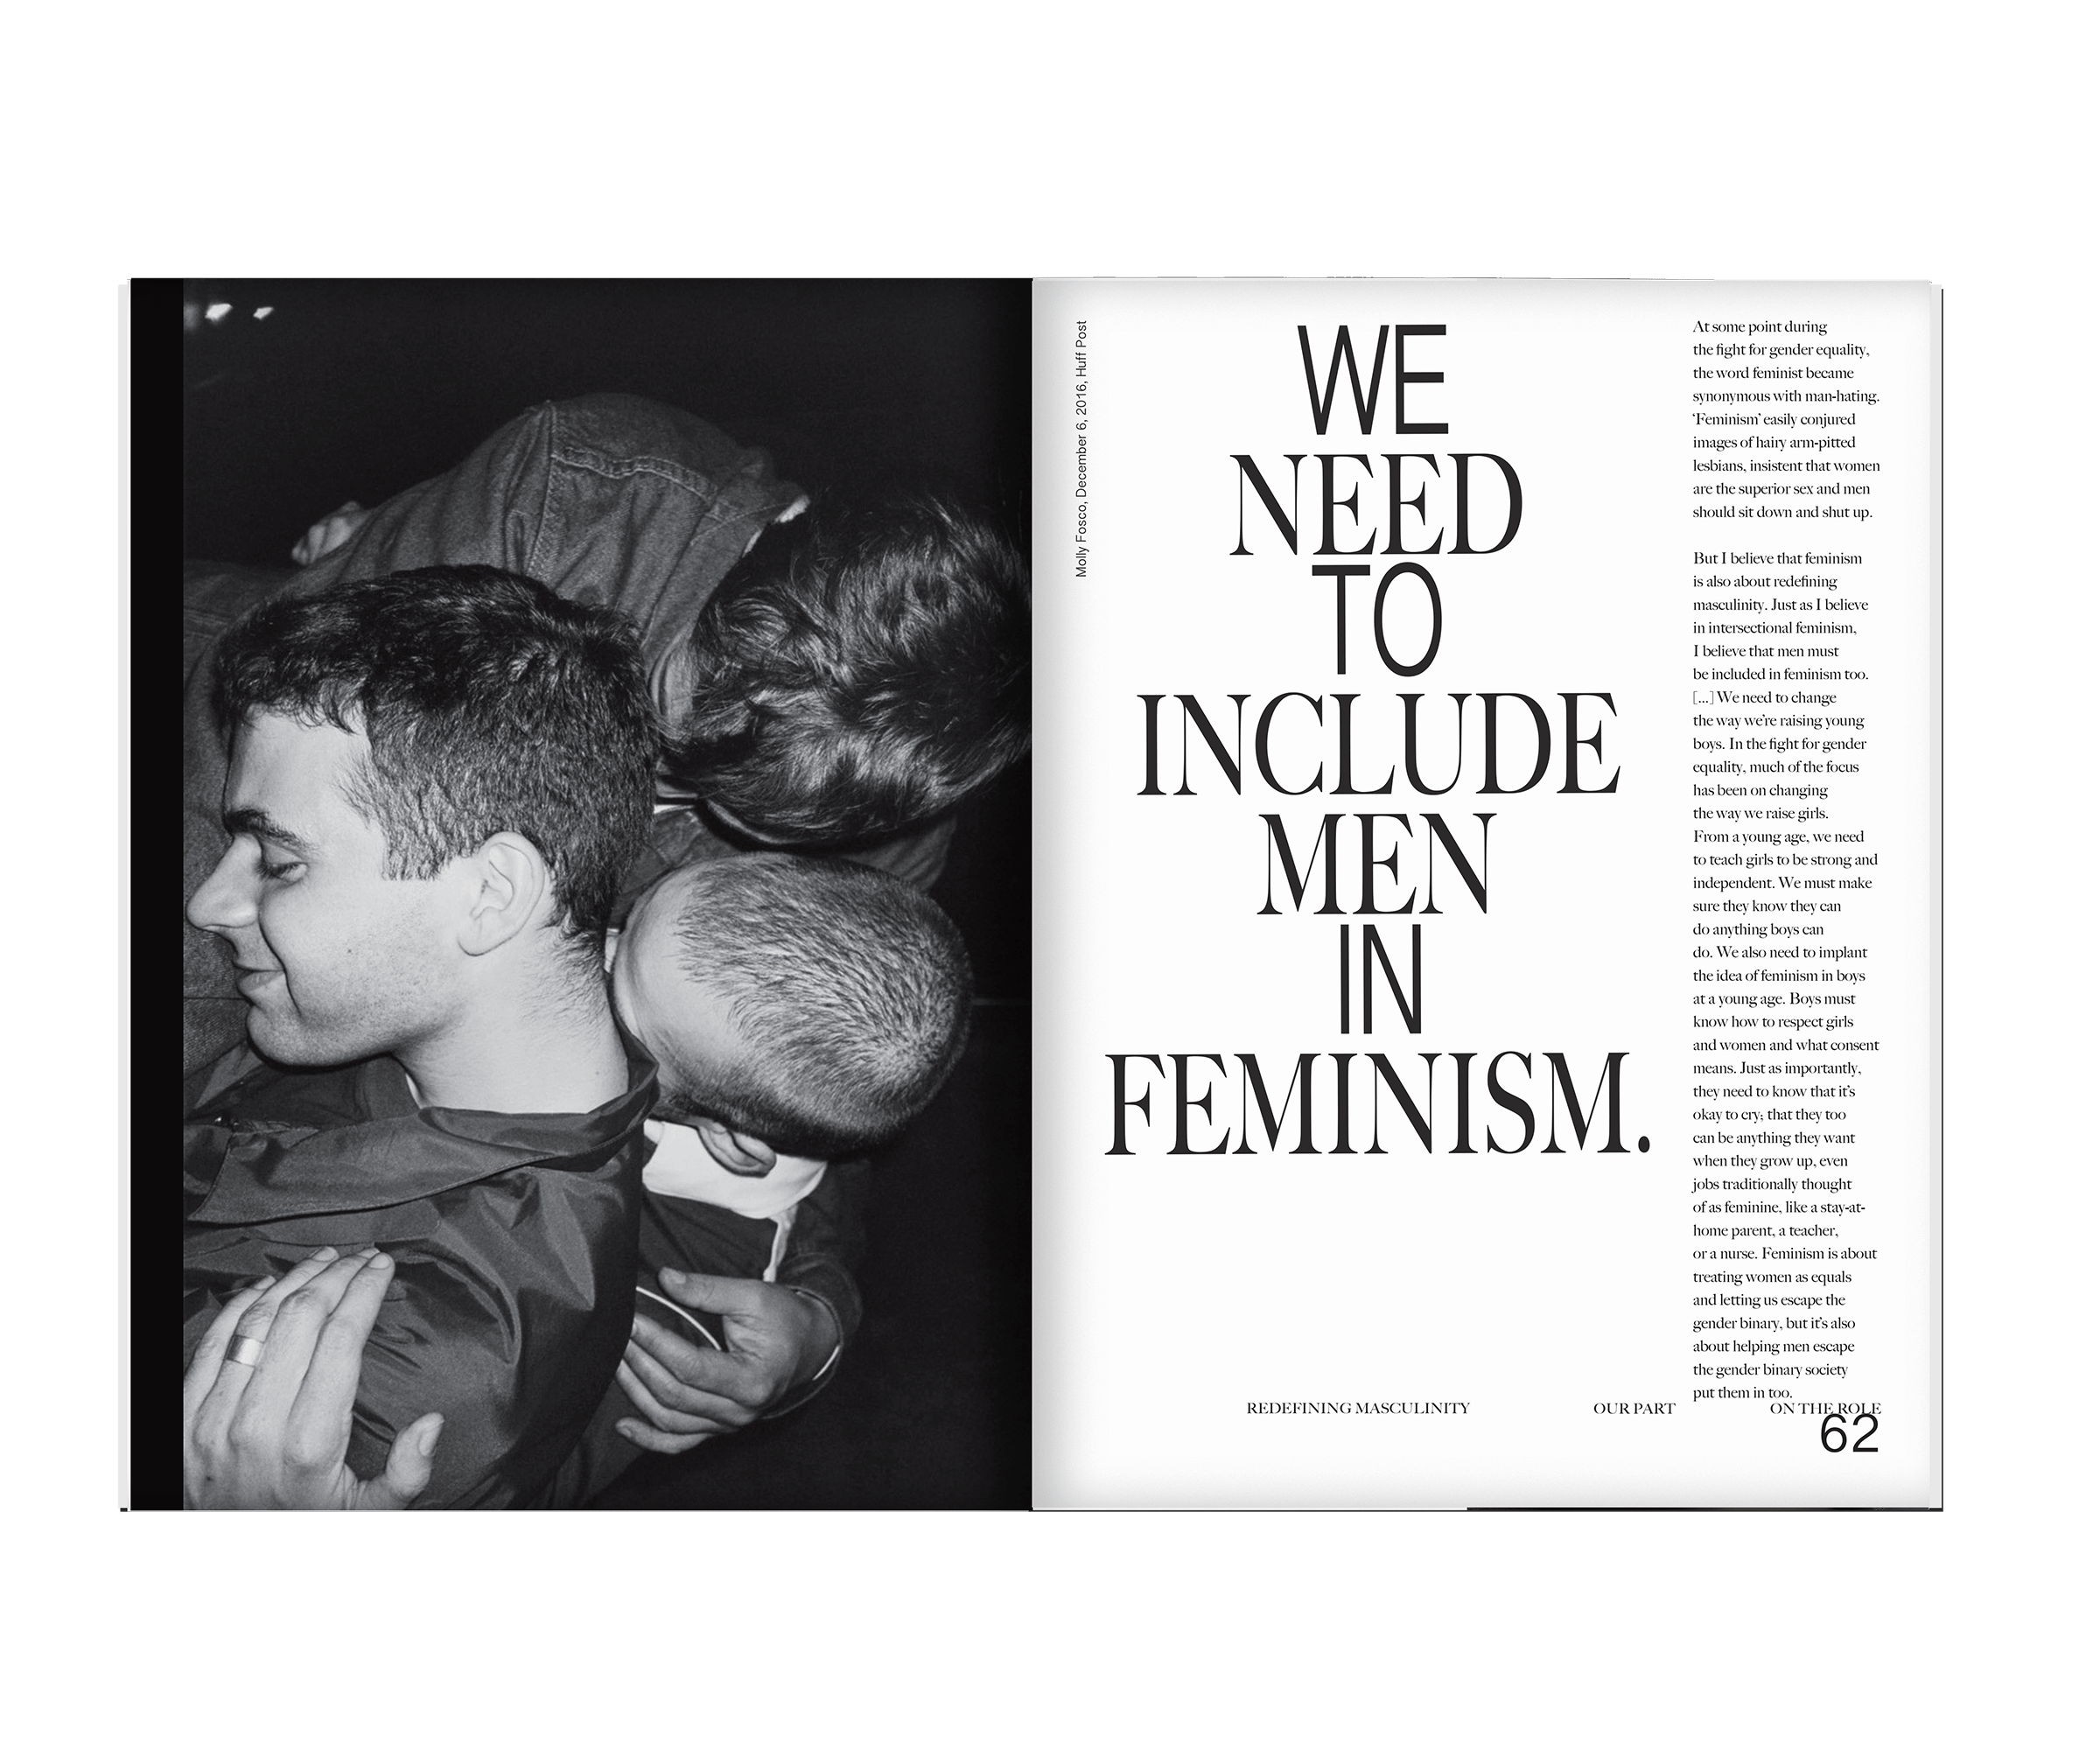 Molly Fosco, December 6, 2016, Huff Post
WE
NEED
TO
INCLUDE
MEN
IN
FEMINISM.
At some point during
the fight for gender equality,
the word feminist became
synonymous with man-hating.
‘Feminism’ easily conjured
images of hairy arm-pitted
lesbians, insistent that women
are the superior sex and men
should sit down and shut up.
But I believe that feminism
is also about redefining
masculinity. Just as I believe
in intersectional feminism,
I believe that men must
be included in feminism too.
[...] We need to change
the way we’re raising young
boys. In the fight for gender
equality, much of the focus
has been on changing
the way we raise girls.
From a young age, we need
to teach girls to be strong and
independent. We must make
sure they know they can
do anything boys can
do. We also need to implant
the idea of feminism in boys
at a young age. Boys must
know how to respect girls
and women and what consent
means. Just as importantly,
they need to know that it’s
okay to cry; that they too
can be anything they want
when they grow up, even
jobs traditionally thought
of as feminine, like a stay-at-
home parent, a teacher,
or a nurse. Feminism is about
treating women as equals
and letting us escape the
gender binary, but it’s also
about helping men escape
the gender binary society
put them in too.
REDEFINING MASCULINITY OUR PART ON THE ROLE
62